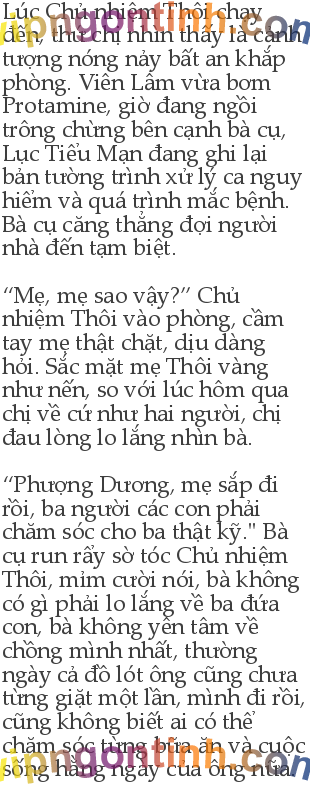 Lúc Chủ nhiệm Thôi chạy
đến, thứ chị nhìn thấy là cảnh
tượng nóng nảy bất an khắp
phòng. Viên Lâm vừa bơm
Protamine, giờ đang ngồi
trông chừng bên cạnh bà cụ,
Lục Tiểu Mạn đang ghi lại
bản tường trình xử lý ca nguy
hiểm và quá trình mắc bệnh.
Bà cụ căng thẳng đợi người
nhà đến tạm biệt.
“Mẹ, mẹ sao vậy?” Chủ
nhiệm Thôi vào phòng, cầm
tay mẹ thật chặt, dịu dàng
hỏi. Sắc mặt mẹ Thôi vàng
như nến, so với lúc hôm qua
chị về cứ như hai người, chị
đau lòng lo lắng nhìn bà.
“Phượng Dương, mẹ sắp đi
rồi, ba người các con phải
chăm sóc cho ba thật kỹ." Bà
cụ run rẩy sờ tóc Chủ nhiệm
Thôi, mỉm cười nói, bà không
có gì phải lo lắng về ba đứa
con, bà không yên tâm về
chồng mình nhất, thường
ngày cả đồ lót ông cũng chưa
từng giặt một lần, mình đi rồi,
cũng không biết ai có thể
chăm sóc từng bữa ăn và cuộc
sống hằng ngày của ông nữa
vipngontinh.com
vipngontinh.com